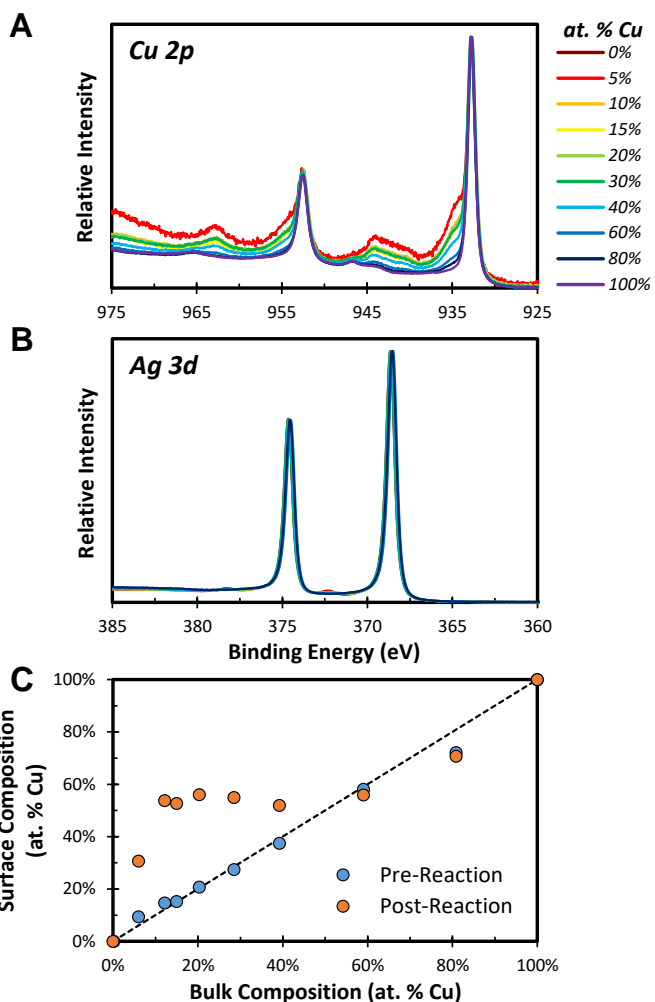 A
Cu 2p
Relative Intensity
975 965 955 945 935 925
at. % Cu
0%
5%
10%
15%
20%
30%
40%
60%
80%
100%
B
Ag 3d
Relative Intensity
385 380 375 370 365 360
Binding Energy (eV)
C
Surface Composition
(at. % Cu)
100%
80%
60%
40%
20%
0%
Pre-Reaction
Post-Reaction
0% 20% 40% 60% 80% 100%
Bulk Composition (at. % Cu)